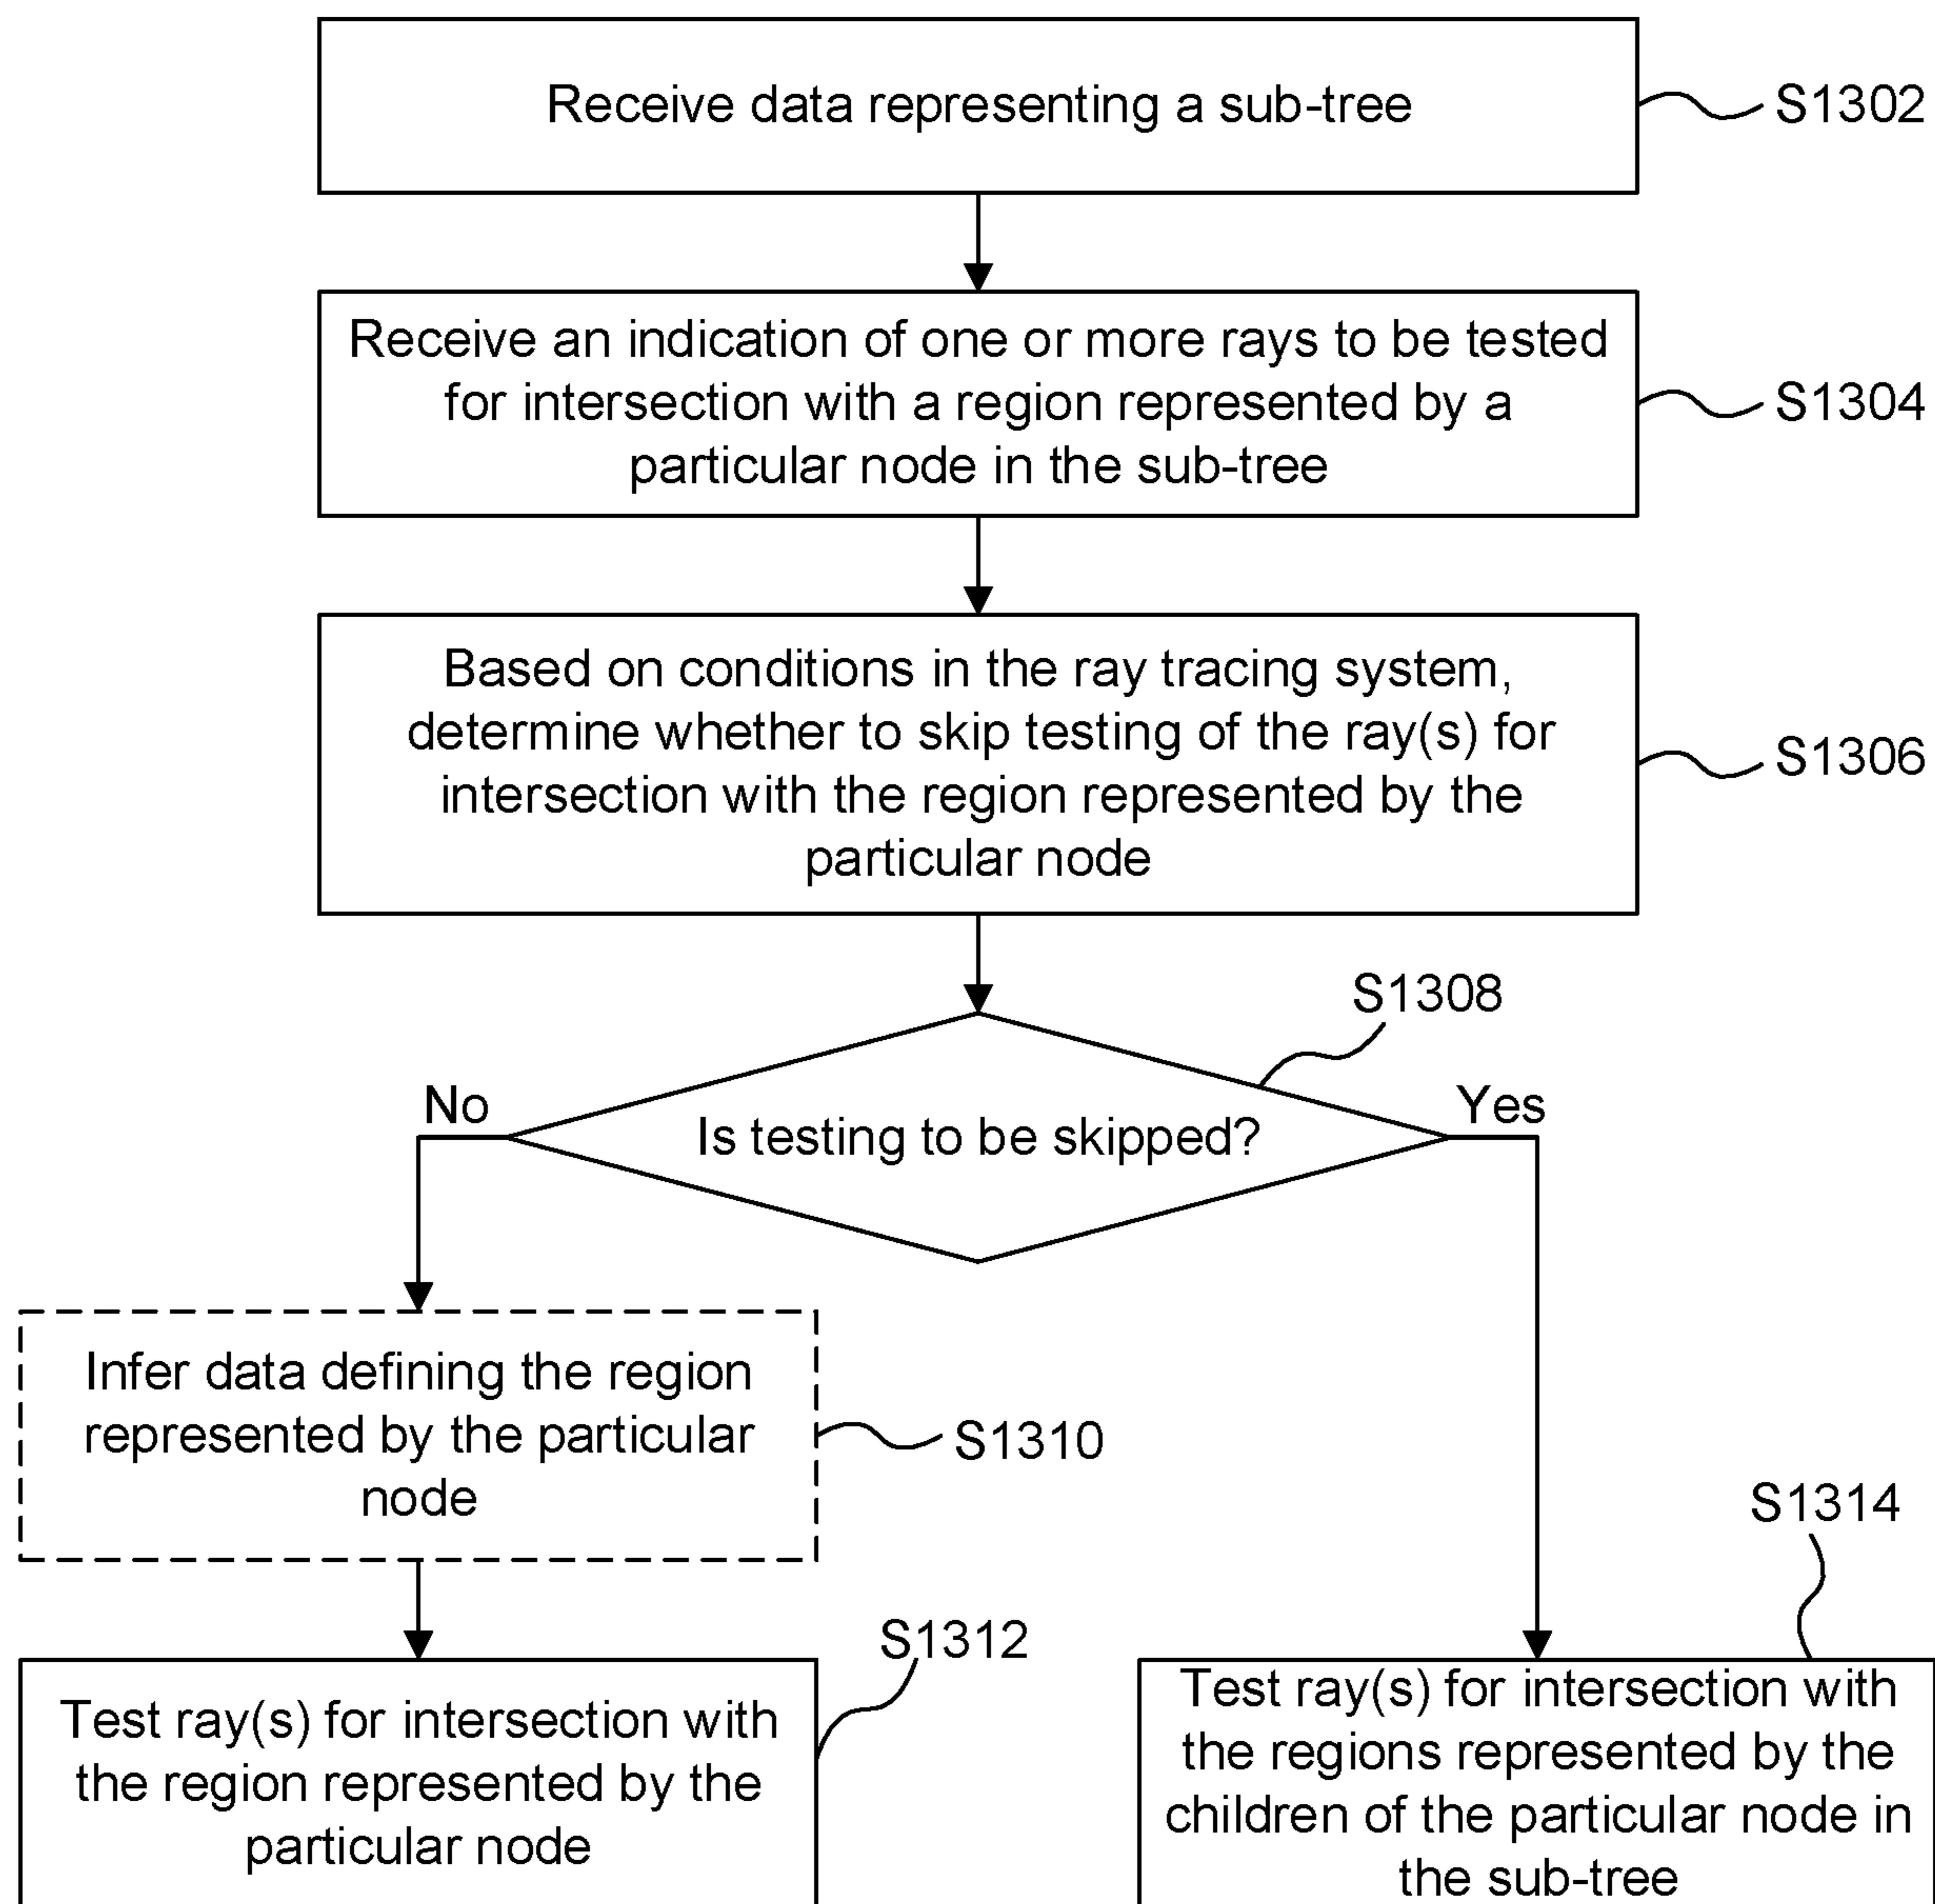 Receive data representing a sub-tree
S1302
Receive an indication of one or more rays to be tested
for intersection with a region represented by a
particular node in the sub-tree
S1304
Based on conditions in the ray tracing system,
determine whether to skip testing of the ray(s) for
intersection with the region represented by the
particular node
S1306
S1308
No
Is testing to be skipped?
Yes
Infer data defining the region
represented by the particular
node
S1310
S1314
S1312
Test ray(s) for intersection with
the region represented by the
particular node
Test ray(s) for intersection with
the regions represented by the
children of the particular node in
the sub-tree